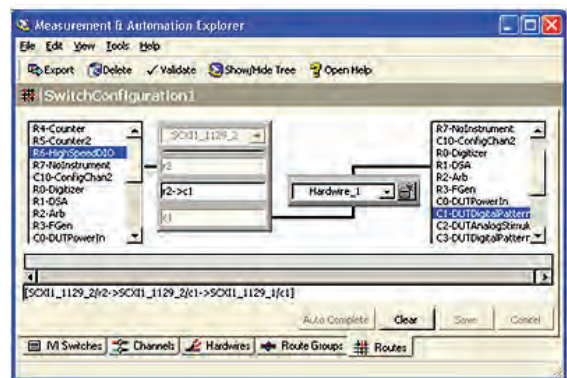 Measurement & Automation Explorer
File Edit View Tools Help
Export Delete Validate Show/Hide Tree Open Help
SwitchConfiguration1
R4-Counter
R5-Counter2
R6-HighSpeedDIO
R7-NoInstrument
C10-ConfigChan2
R0-Digitizer
R1-DSA
R2-Arb
R3-FGen
C0-DUTPowerIn
SCXI1_1129_2
r2
r2->c1
c1
Hardwire_1
R7-NoInstrument
C10-ConfigChan2
R0-Digitizer
R1-DSA
R2-Arb
R3-FGen
C0-DUTPowerIn
C1-DUTDigitalPattern
C2-DUTAnalogStimuk
C3-DUTDigitalPatterr
[SCXI1_1129_2/r2->SCXI1_1129_2/c1->SCXI1_1129_1/c1]
Auto Complete Clear Save Cancel
IVI Switches Channels Hardwires Route Groups Routes